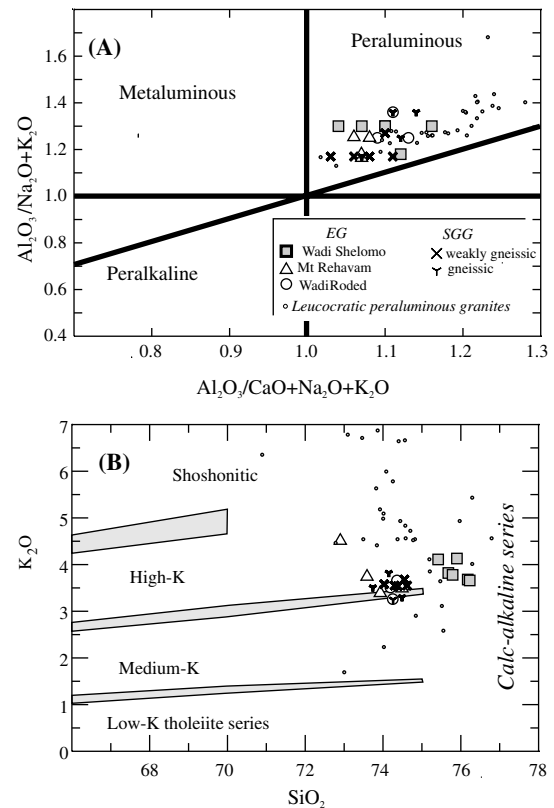 1.8
1.6
1.4
1.2
1.0
0.8
0.6
0.4
Al₂O₃/Na₂O+K₂O
(A)
Peraluminous
Metaluminous
Peralkaline
EG SGG
Wadi Shelomo weakly gneissic
Mt Rehavam gneissic
WadiRoded
Leucocratic peraluminous granites
0.8 0.9 1.0 1.1 1.2 1.3
Al₂O₃/CaO+Na₂O+K₂O
7
6
5
4
3
2
1
0
K₂O
(B)
Shoshonitic
High-K
Medium-K
Low-K tholeiite series
Calc-alkaline series
68 70 72 74 76 78
SiO₂